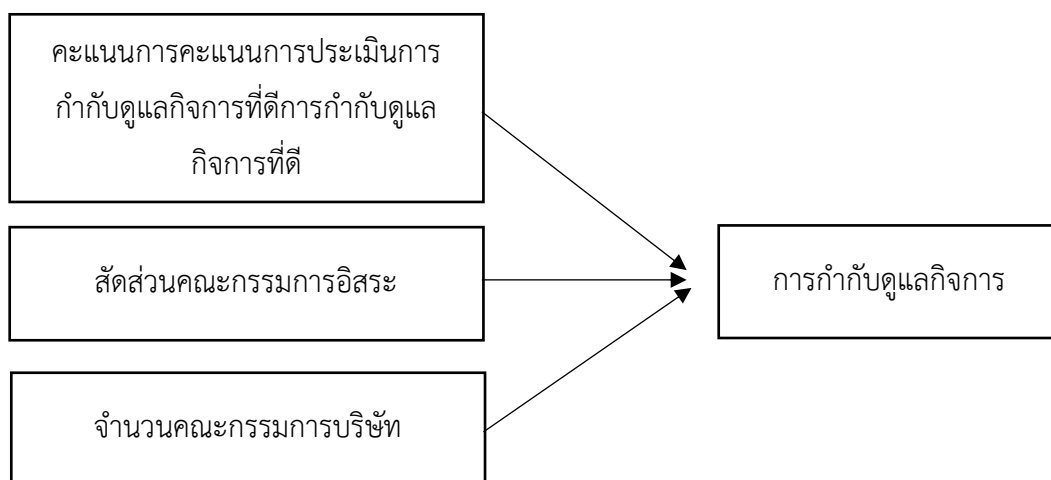 คะแนนการคะแนนการประเมินการ
กำกับดูแลกิจการที่ดีการกำกับดูแล
กิจการที่ดี
สัดส่วนคณะกรรมการอิสระ
การกำกับดูแลกิจการ
จำนวนคณะกรรมการบริษัท